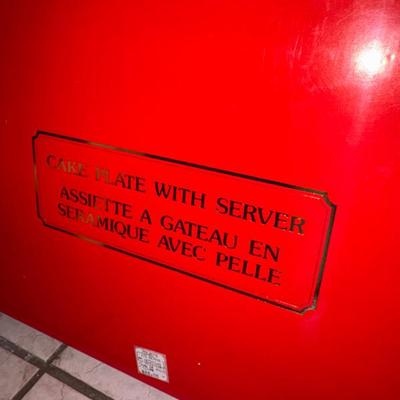 CAKE PLATE WITH SERVER
ASSIETTE A GATEAU EN
SERAMIQUE AVEC PELLE